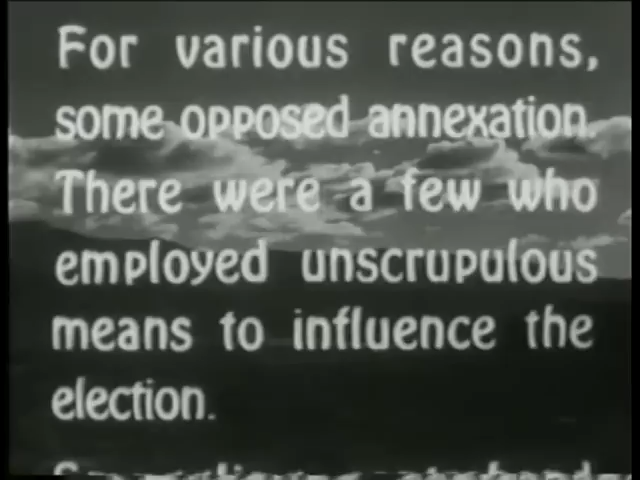 For various reasons,
some opposed annexation.
There were a few who
employed unscrupulous
means to influence the
election.